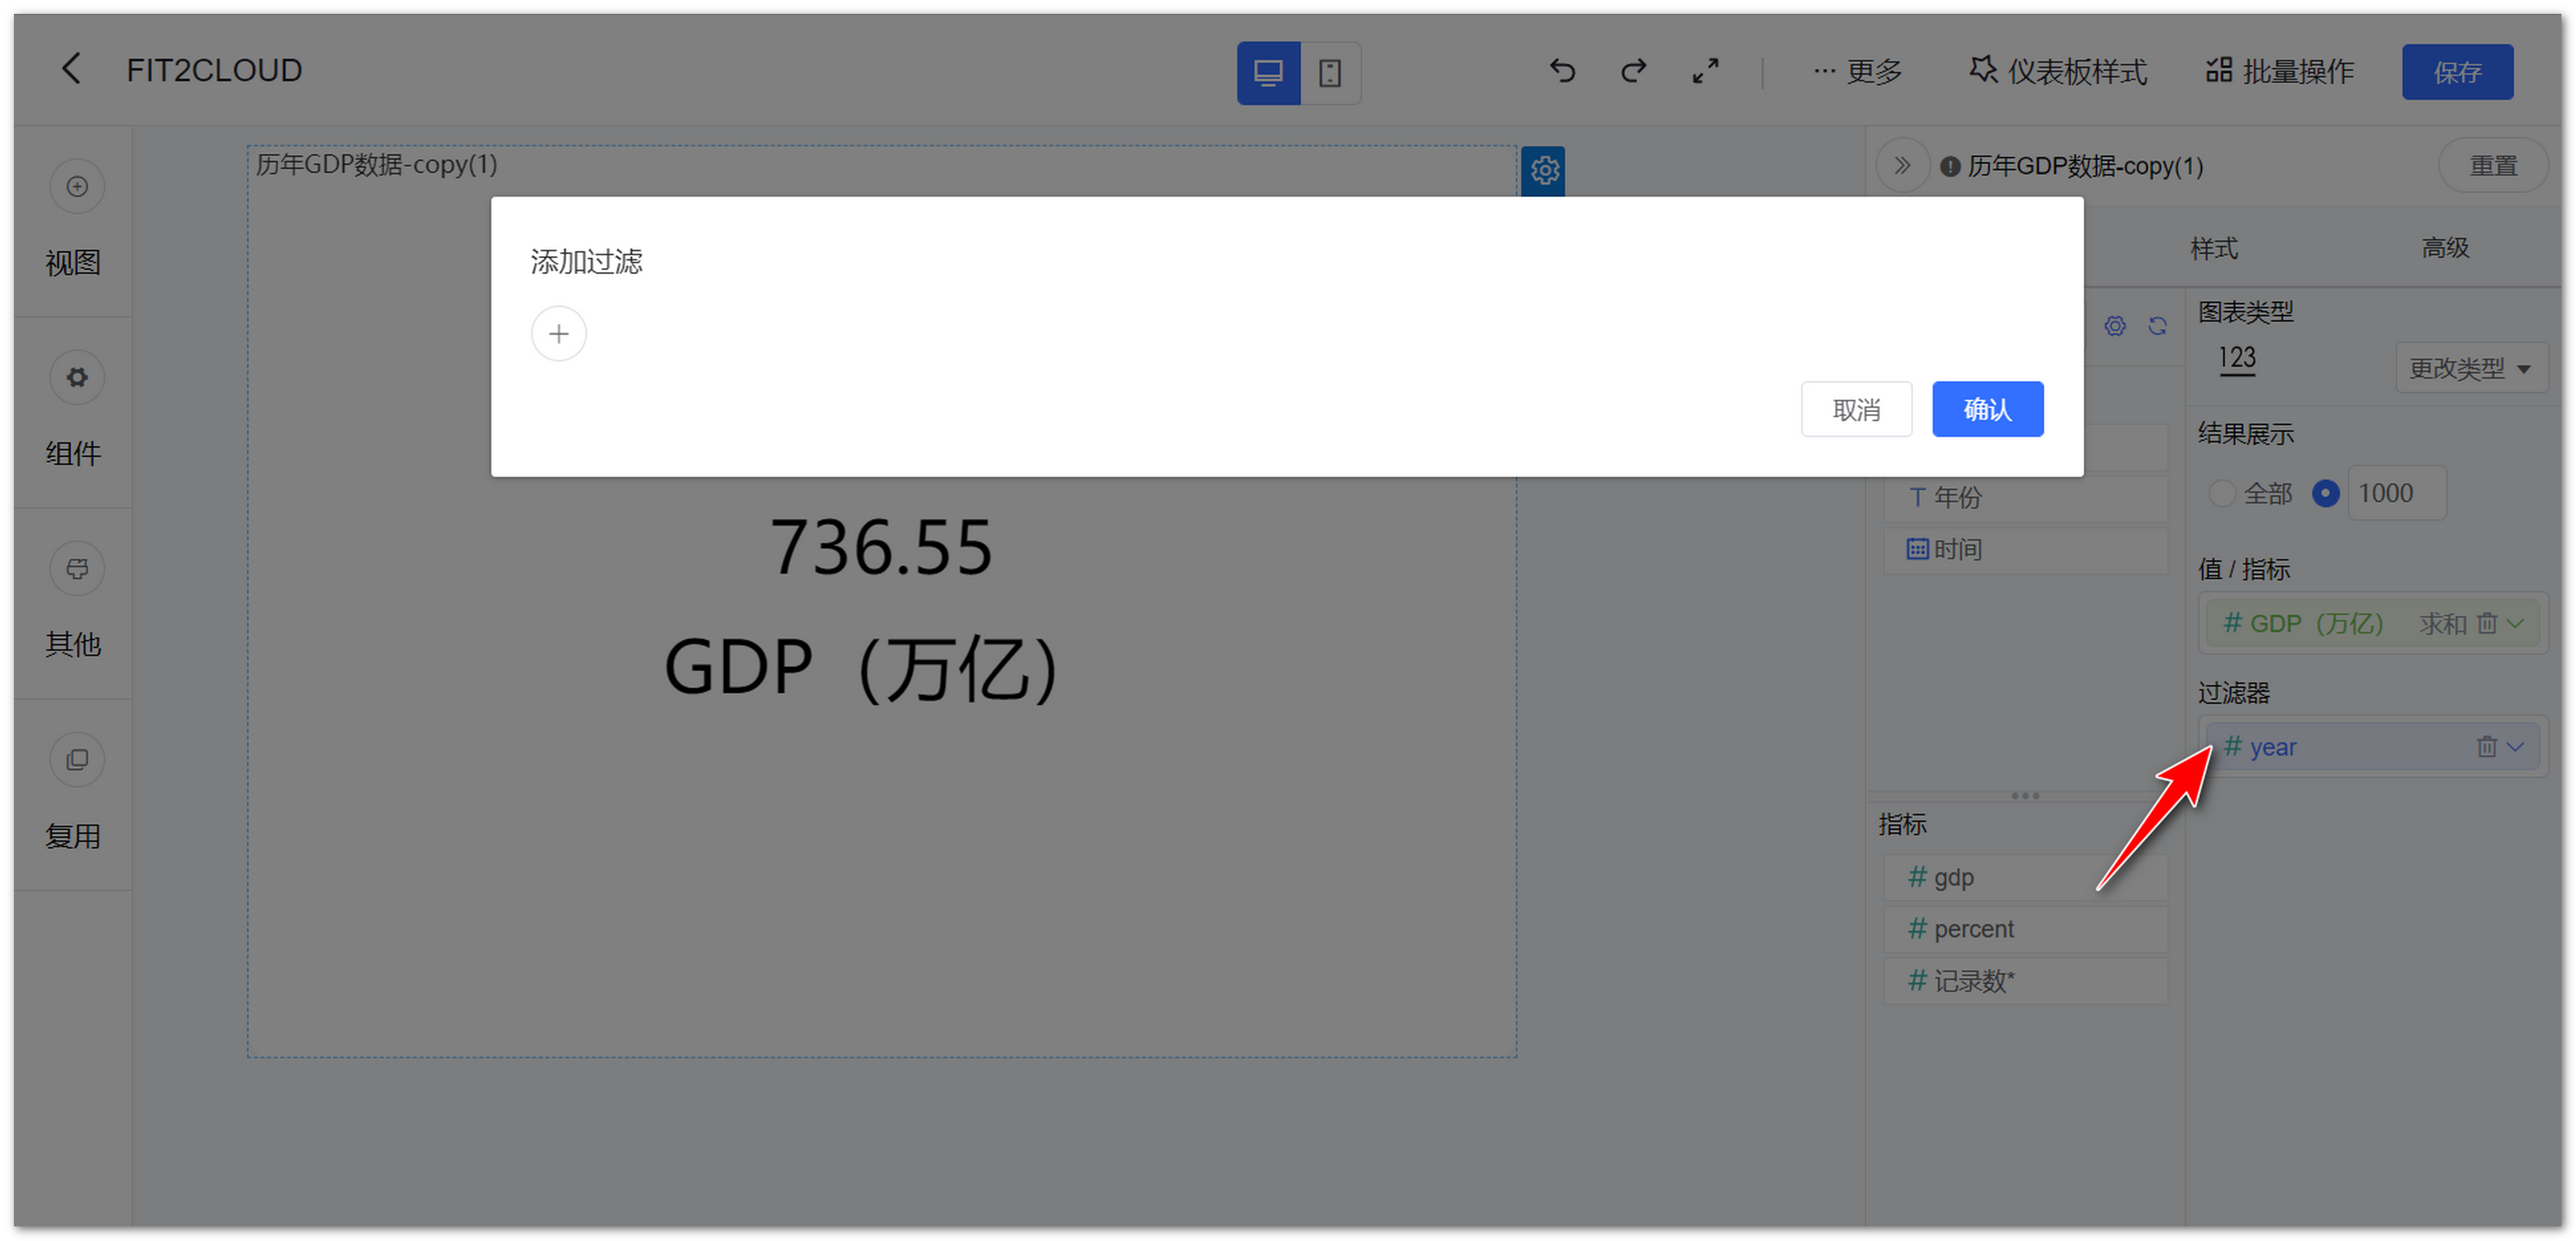 FIT2CLOUD
··· 更多
仪表板样式
批量操作
保存
视图
组件
其他
复用
历年GDP数据-copy(1)
添加过滤
取消
确认
736.55
GDP（万亿）
历年GDP数据-copy(1)
重置
样式
高级
T 年份
时间
指标
# gdp
# percent
# 记录数*
图表类型
123
更改类型
结果展示
全部
1000
值 / 指标
# GDP（万亿） 求和
过滤器
# year